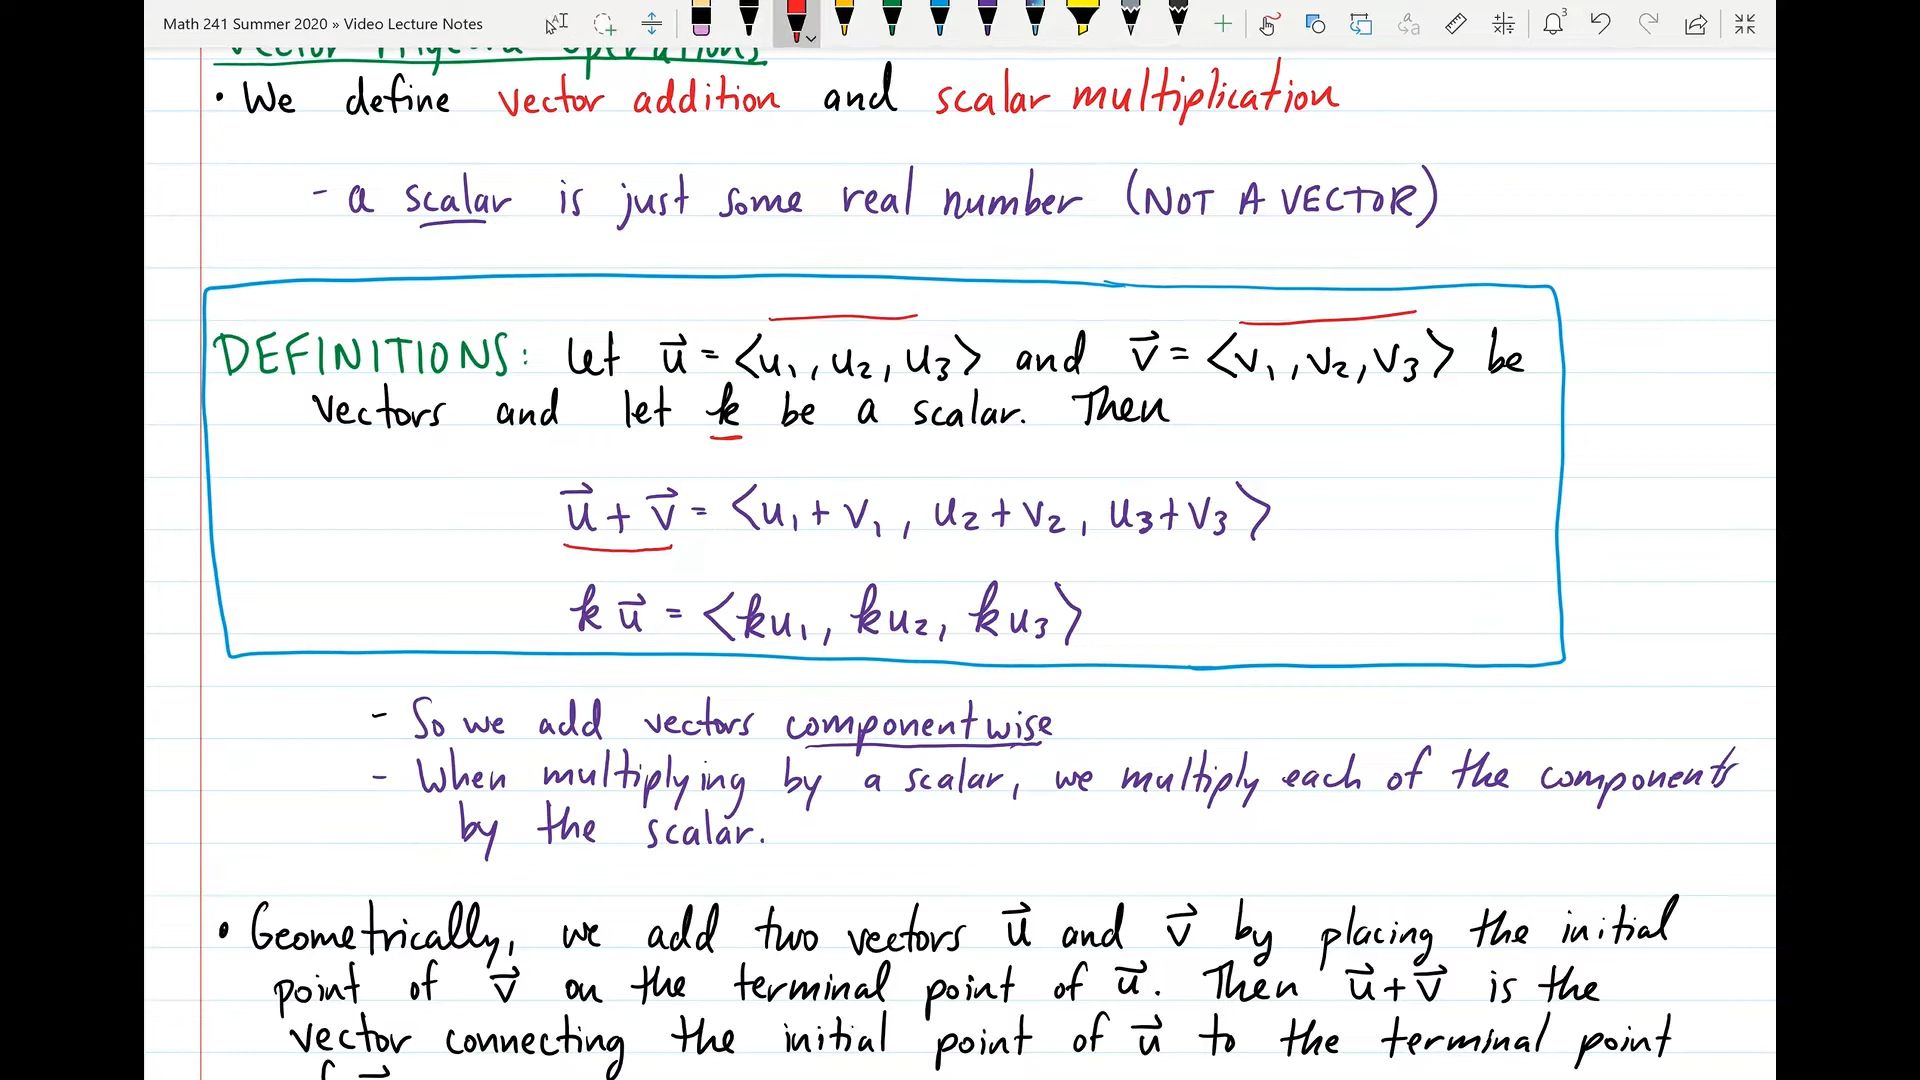 Math 241 Summer 2020 » Video Lecture Notes
Vector Algebra Operations
• We define vector addition and scalar multiplication
- a scalar is just some real number (NOT A VECTOR)
DEFINITIONS: Let u⃗ = <u₁, u₂, u₃> and v⃗ = <v₁, v₂, v₃> be
vectors and let k be a scalar. Then
u⃗ + v⃗ = <u₁ + v₁, u₂ + v₂, u₃ + v₃>
k u⃗ = <ku₁, ku₂, ku₃>
- So we add vectors componentwise
- When multiplying by a scalar, we multiply each of the components
by the scalar.
• Geometrically, we add two vectors u⃗ and v⃗ by placing the initial
point of v⃗ on the terminal point of u⃗. Then u⃗ + v⃗ is the
vector connecting the initial point of u⃗ to the terminal point